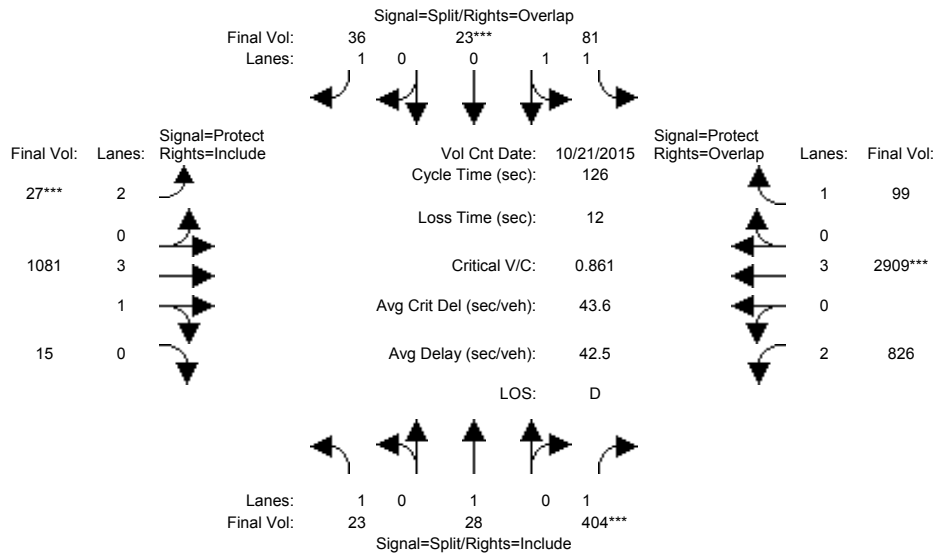 Signal=Split/Rights=Overlap
Final Vol: 36 23*** 81
Lanes: 1 0 0 1 1
Signal=Protect
Final Vol: Lanes: Rights=Include
Vol Cnt Date: 10/21/2015
Signal=Protect
Rights=Overlap Lanes: Final Vol:
Cycle Time (sec): 126
27*** 2
1 99
Loss Time (sec): 12
0
0
1081 3
Critical V/C: 0.861
3 2909***
1
Avg Crit Del (sec/veh): 43.6
0
15 0
Avg Delay (sec/veh): 42.5
2 826
LOS: D
Lanes: 1 0 1 0 1
Final Vol: 23 28 404***
Signal=Split/Rights=Include